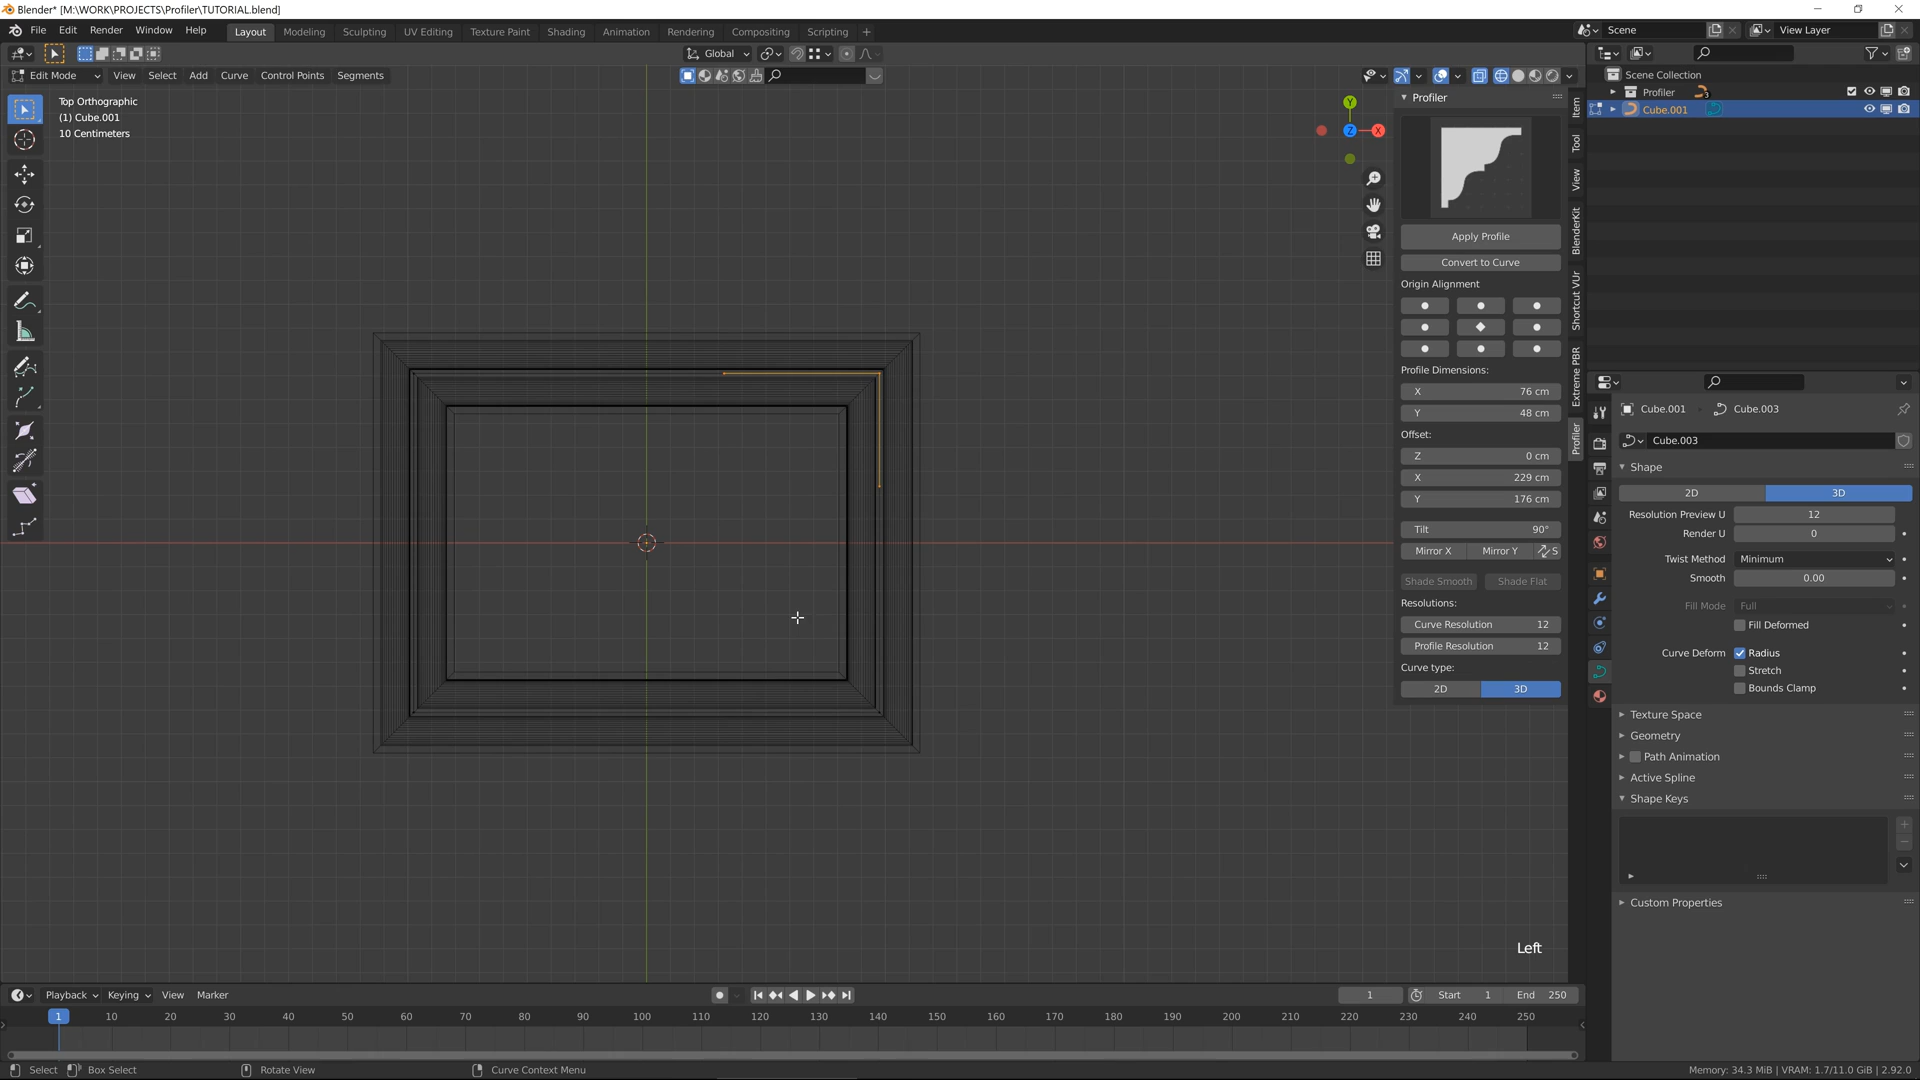 Blender* [M:\WORK\PROJECTS\Profiler\TUTORIAL.blend]
File Edit Render Window Help Layout Modeling Sculpting UV Editing Texture Paint Shading Animation Rendering Compositing Scripting +
Scene View Layer
Global
Edit Mode View Select Add Curve Control Points Segments
Top Orthographic
(1) Cube.001
10 Centimeters
Y
Z
X
Profiler
Apply Profile
Convert to Curve
Origin Alignment
Profile Dimensions:
X 76 cm
Y 48 cm
Offset:
Z 0 cm
X 229 cm
Y 176 cm
Tilt 90°
Mirror X Mirror Y S
Shade Smooth Shade Flat
Resolutions:
Curve Resolution 12
Profile Resolution 12
Curve type:
2D 3D
Item
Tool
View
BlenderKit
Shortcut VUr
Extreme PBR
Profiler
Scene Collection
Profiler 3
Cube.001
Cube.001 Cube.003
Cube.003
Shape
2D 3D
Resolution Preview U 12
Render U 0
Twist Method Minimum
Smooth 0.00
Fill Mode Full
Fill Deformed
Curve Deform Radius
Stretch
Bounds Clamp
Texture Space
Geometry
Path Animation
Active Spline
Shape Keys
Custom Properties
Left
Playback Keying View Marker
1 Start 1 End 250
1 10 20 30 40 50 60 70 80 90 100 110 120 130 140 150 160 170 180 190 200 210 220 230 240 250
Select Box Select Rotate View Curve Context Menu
Memory: 34.3 MiB | VRAM: 1.7/11.0 GiB | 2.92.0